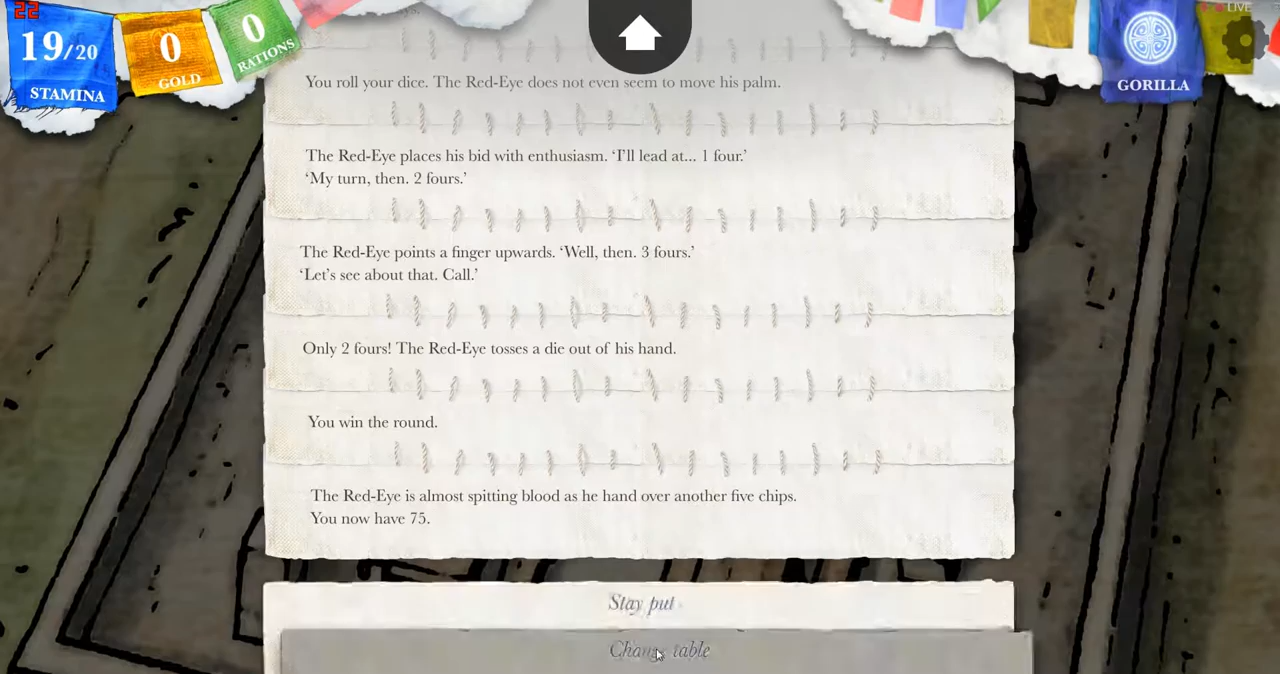 22
LIVE
19/20
STAMINA
0
GOLD
0
RATIONS
GORILLA
You roll your dice. The Red-Eye does not even seem to move his palm.
The Red-Eye places his bid with enthusiasm. ‘I’ll lead at... 1 four.’
‘My turn, then. 2 fours.’
The Red-Eye points a finger upwards. ‘Well, then. 3 fours.’
‘Let’s see about that. Call.’
Only 2 fours! The Red-Eye tosses a die out of his hand.
You win the round.
The Red-Eye is almost spitting blood as he hand over another five chips.
You now have 75.
Stay put
Change table